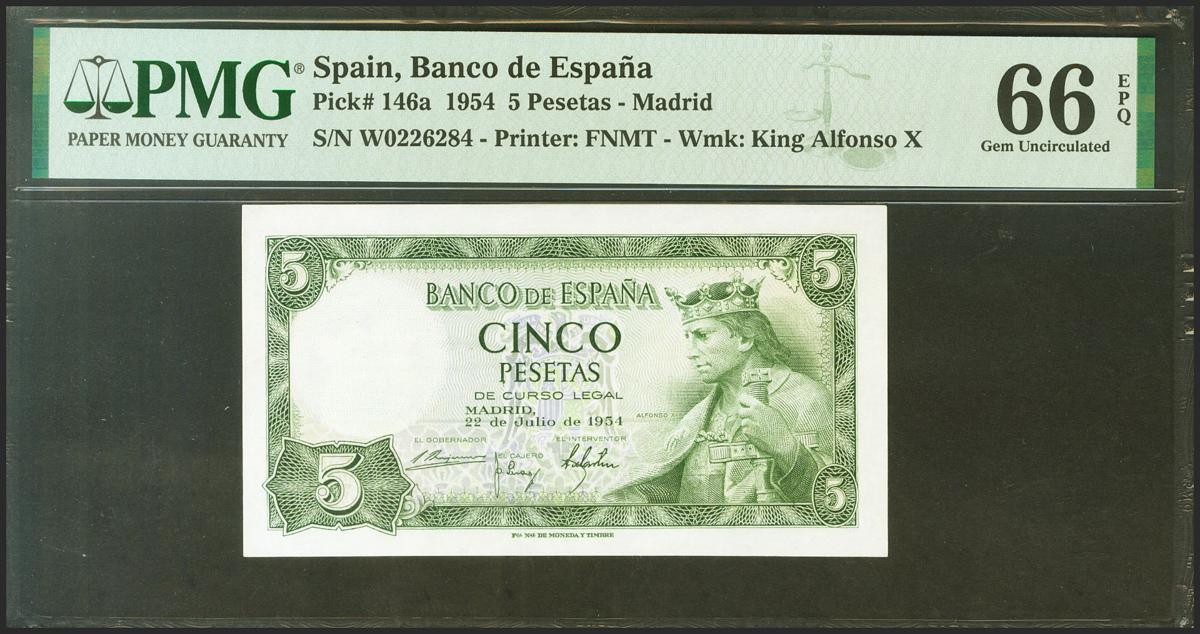 PMG®
PAPER MONEY GUARANTY
Spain, Banco de España
Pick# 146a 1954 5 Pesetas - Madrid
S/N W0226284 - Printer: FNMT - Wmk: King Alfonso X
66 EPQ
Gem Uncirculated
5
5
BANCO DE ESPAÑA
CINCO
PESETAS
DE CURSO LEGAL
MADRID,
22 de Julio de 1954
ALFONSO X
EL GOBERNADOR
EL INTERVENTOR
EL CAJERO
5
5
Fca Nal DE MONEDA Y TIMBRE